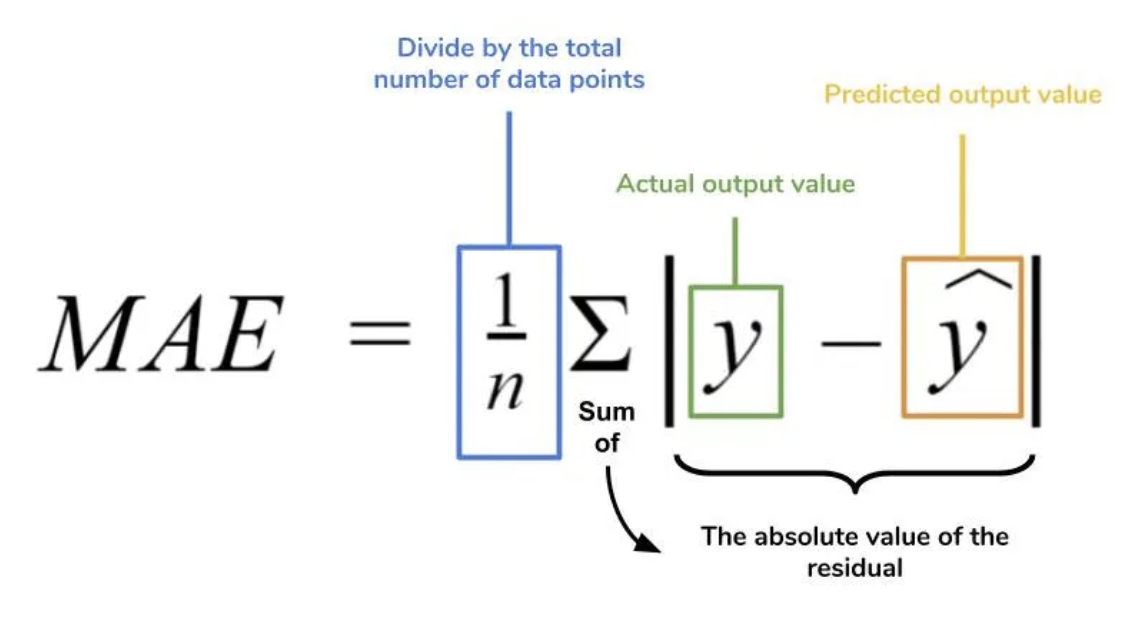 Divide by the total
number of data points
Predicted output value
Actual output value
MAE = 1/n Σ |y − ŷ|
Sum
of
The absolute value of the
residual